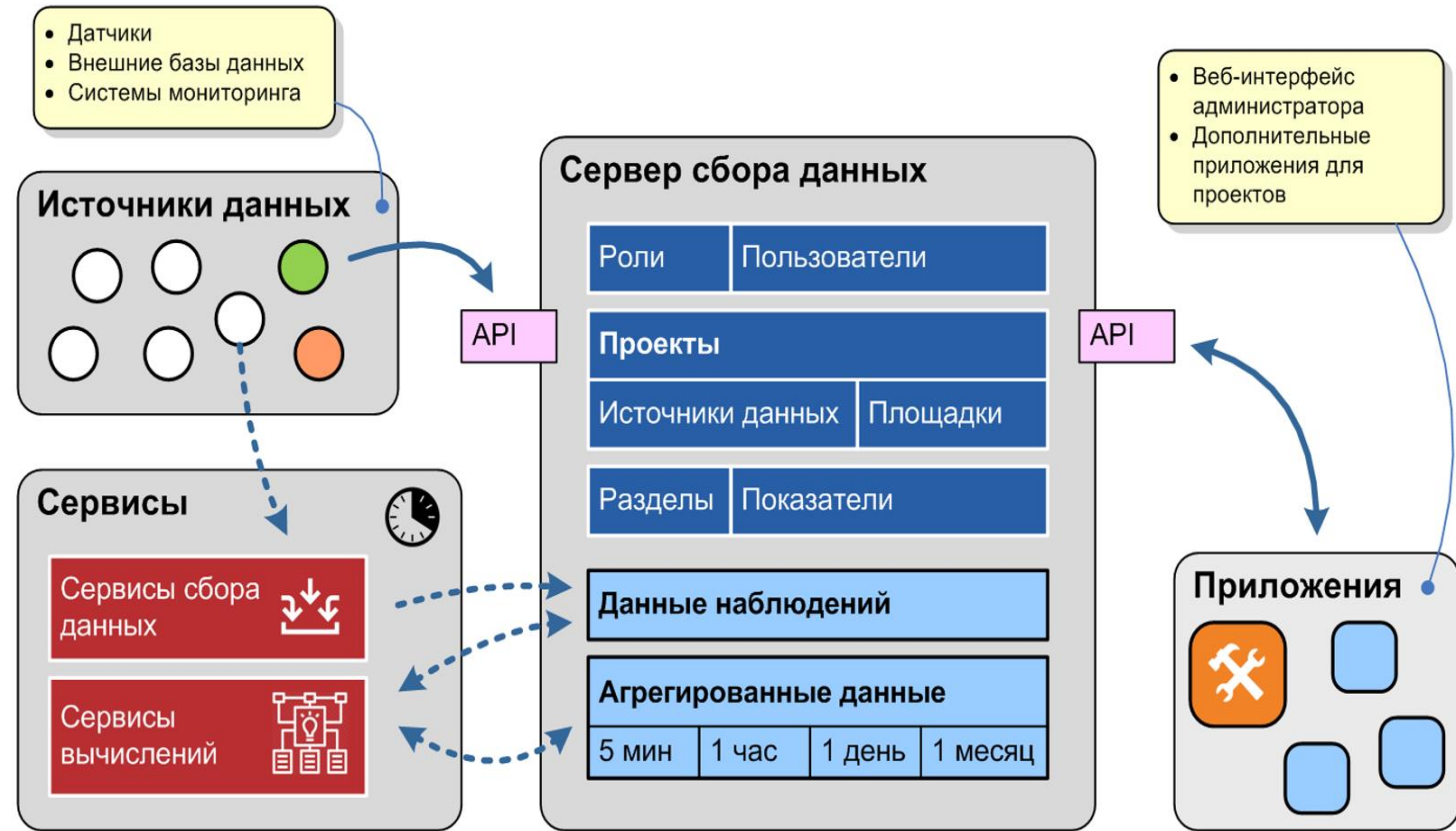 • Датчики
• Внешние базы данных
• Системы мониторинга
Источники данных
Сервисы
Сервисы сбора
данных
Сервисы
вычислений
Сервер сбора данных
Роли
Пользователи
API
Проекты
Источники данных
Площадки
Разделы
Показатели
Данные наблюдений
Агрегированные данные
5 мин
1 час
1 день
1 месяц
API
• Веб-интерфейс
администратора
• Дополнительные
приложения для
проектов
Приложения